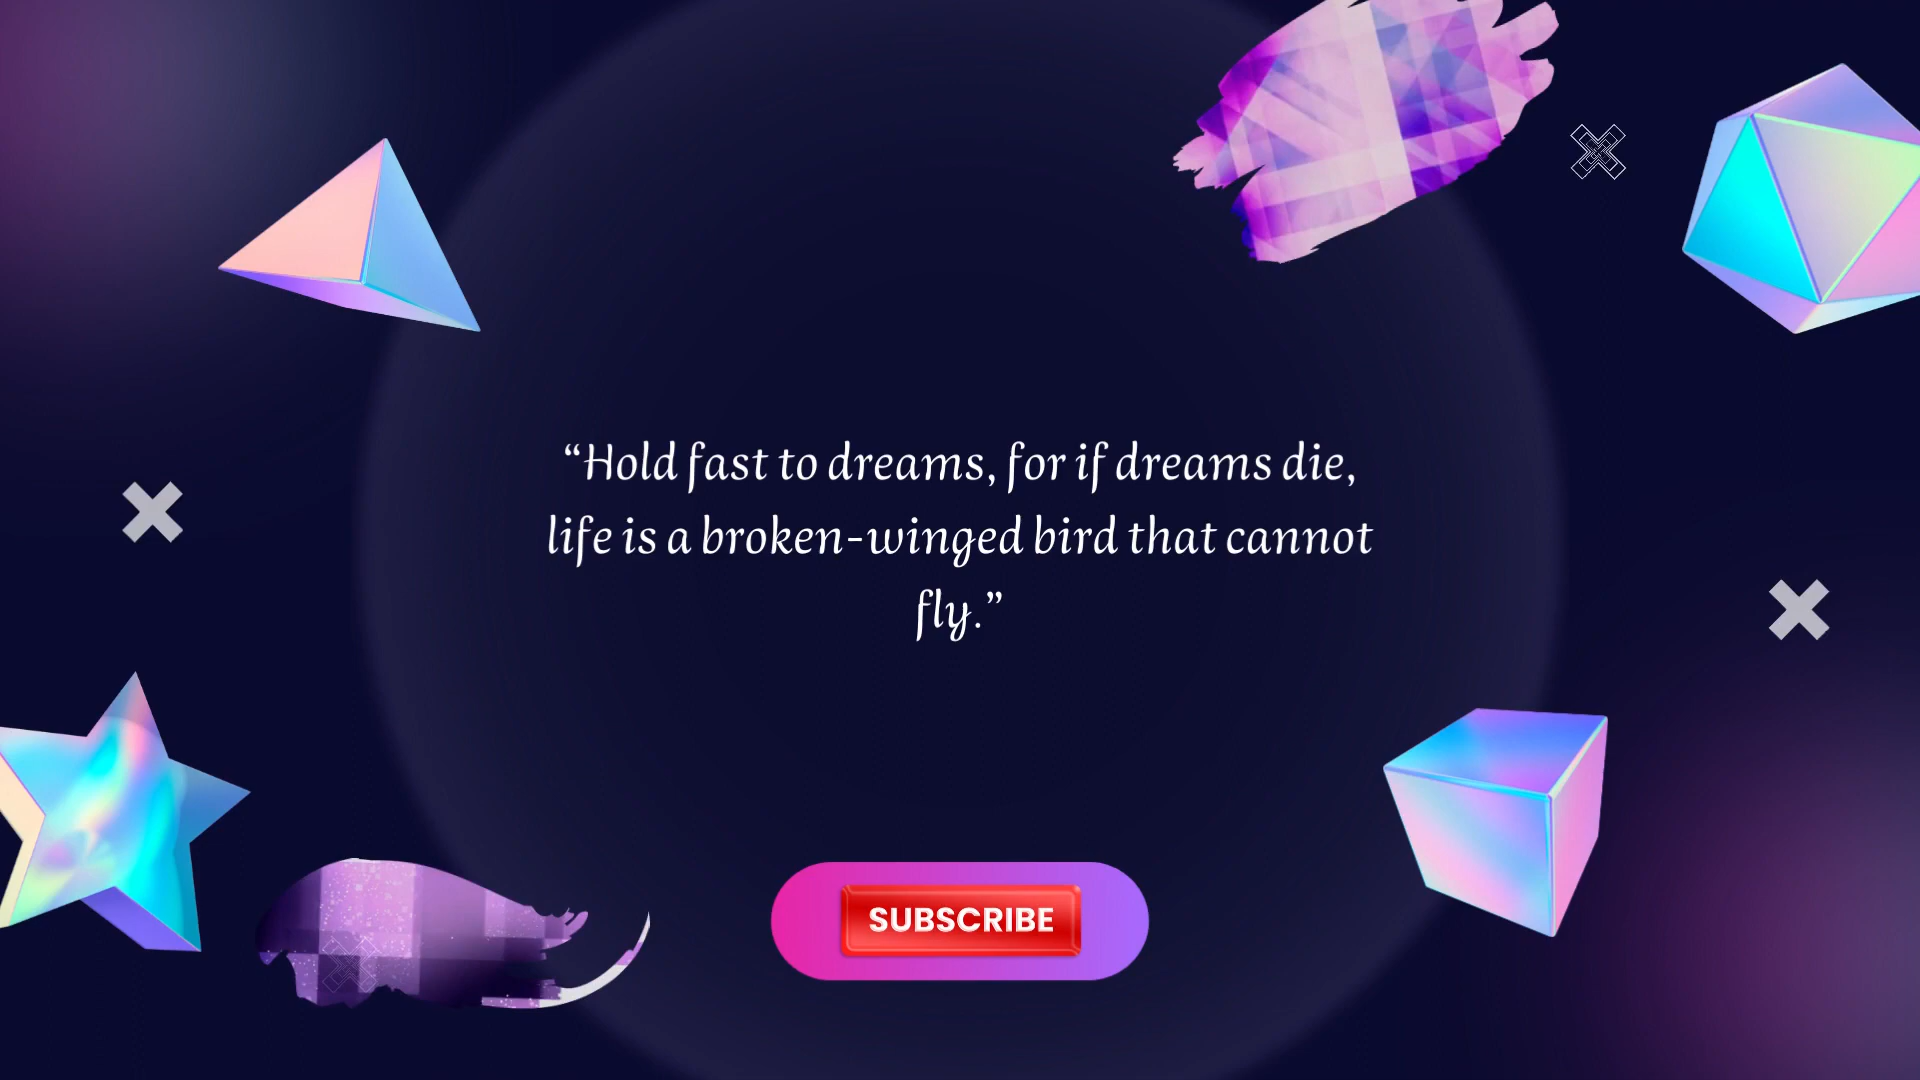 “Hold fast to dreams, for if dreams die,
life is a broken-winged bird that cannot
fly.”
SUBSCRIBE